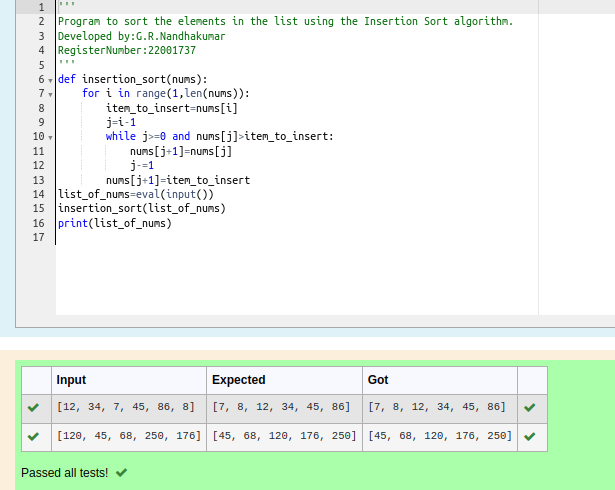 1 '''
2 Program to sort the elements in the list using the Insertion Sort algorithm.
3 Developed by:G.R.Nandhakumar
4 RegisterNumber:22001737
5 '''
6 def insertion_sort(nums):
7     for i in range(1,len(nums)):
8         item_to_insert=nums[i]
9         j=i-1
10         while j>=0 and nums[j]>item_to_insert:
11             nums[j+1]=nums[j]
12             j-=1
13         nums[j+1]=item_to_insert
14 list_of_nums=eval(input())
15 insertion_sort(list_of_nums)
16 print(list_of_nums)
17
Input Expected Got
[12, 34, 7, 45, 86, 8] [7, 8, 12, 34, 45, 86] [7, 8, 12, 34, 45, 86]
[120, 45, 68, 250, 176] [45, 68, 120, 176, 250] [45, 68, 120, 176, 250]
Passed all tests!